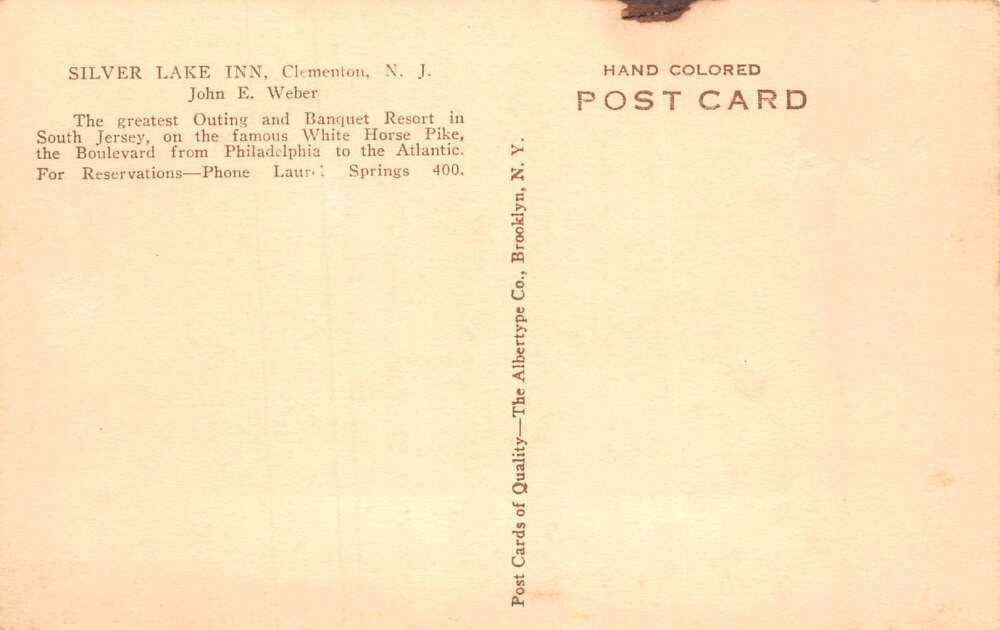 SILVER LAKE INN, Clementon, N. J.
John E. Weber
The greatest Outing and Banquet Resort in
South Jersey, on the famous White Horse Pike,
the Boulevard from Philadelphia to the Atlantic.
For Reservations—Phone Laurel Springs 400.
Post Cards of Quality—The Albertype Co., Brooklyn, N. Y.
HAND COLORED
POST CARD